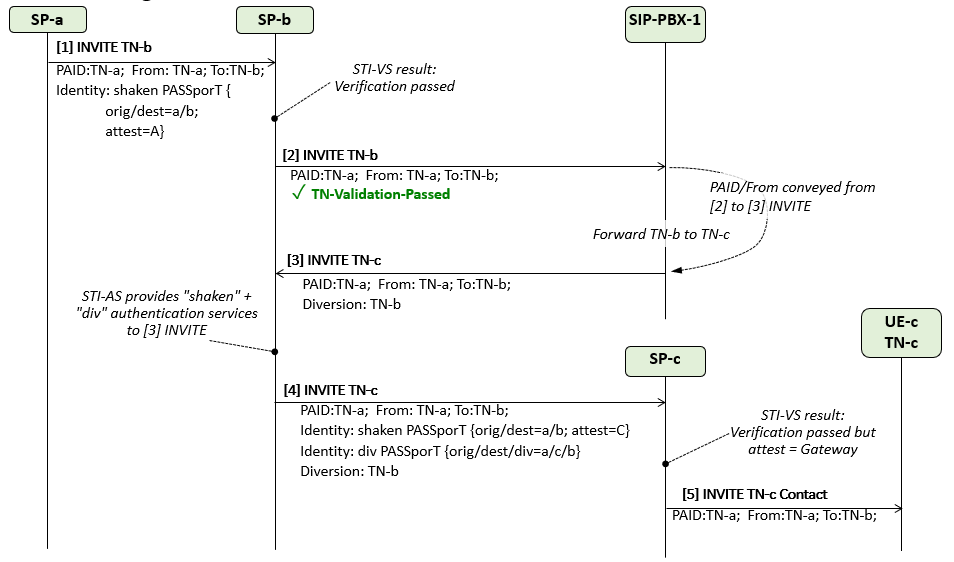 SP-a
SP-b
SIP-PBX-1
[1] INVITE TN-b
PAID:TN-a;  From: TN-a; To:TN-b;
Identity: shaken PASSporT {
orig/dest=a/b;
attest=A}
STI-VS result:
Verification passed
[2] INVITE TN-b
PAID:TN-a;  From: TN-a; To:TN-b;
✓ TN-Validation-Passed
PAID/From conveyed from
[2] to [3] INVITE
Forward TN-b to TN-c
[3] INVITE TN-c
PAID:TN-a;  From: TN-a; To:TN-b;
Diversion: TN-b
STI-AS provides "shaken" +
"div" authentication services
to [3] INVITE
UE-c
TN-c
SP-c
[4] INVITE TN-c
PAID:TN-a;  From: TN-a; To:TN-b;
Identity: shaken PASSporT {orig/dest=a/b; attest=C}
Identity: div PASSporT {orig/dest/div=a/c/b}
Diversion: TN-b
STI-VS result:
Verification passed but
attest = Gateway
[5] INVITE TN-c Contact
PAID:TN-a;  From:TN-a; To:TN-b;